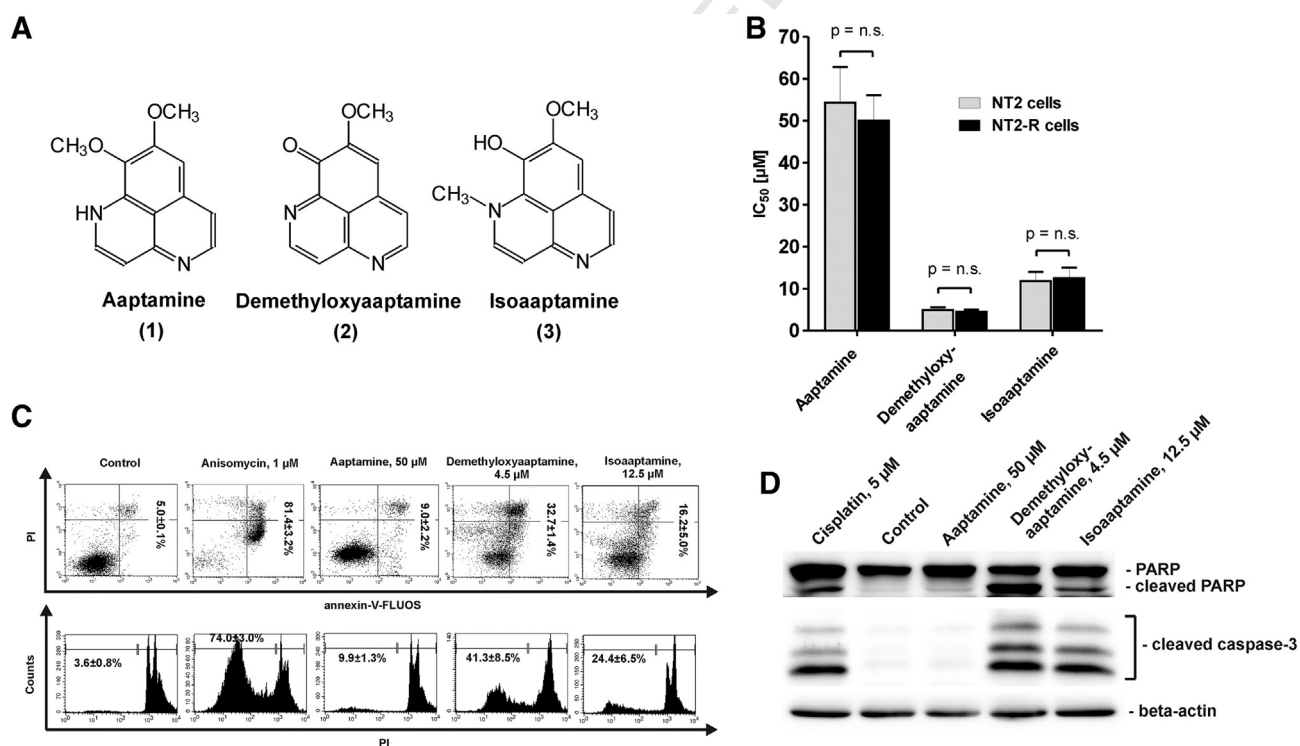 A
OCH3
CH3O
HN
N
Aaptamine
(1)
OCH3
O
N
N
Demethyloxyaaptamine
(2)
OCH3
HO
CH3
N
N
Isoaaptamine
(3)
B
p = n.s.
p = n.s.
p = n.s.
NT2 cells
NT2-R cells
IC50 [µM]
70
60
50
40
30
20
10
0
Aaptamine
Demethyloxy-
aaptamine
Isoaaptamine
C
Control
Anisomycin, 1 µM
Aaptamine, 50 µM
Demethyloxyaaptamine,
4.5 µM
Isoaaptamine,
12.5 µM
PI
5.0±0.1%
81.4±3.2%
9.0±2.2%
32.7±1.4%
16.2±5.0%
annexin-V-FLUOS
Counts
3.6±0.8%
74.0±3.0%
9.9±1.3%
41.3±8.5%
24.4±6.5%
PI
D
Cisplatin, 5 µM
Control
Aaptamine, 50 µM
Demethyloxy-
aaptamine, 4.5 µM
Isoaaptamine, 12.5 µM
- PARP
- cleaved PARP
- cleaved caspase-3
- beta-actin